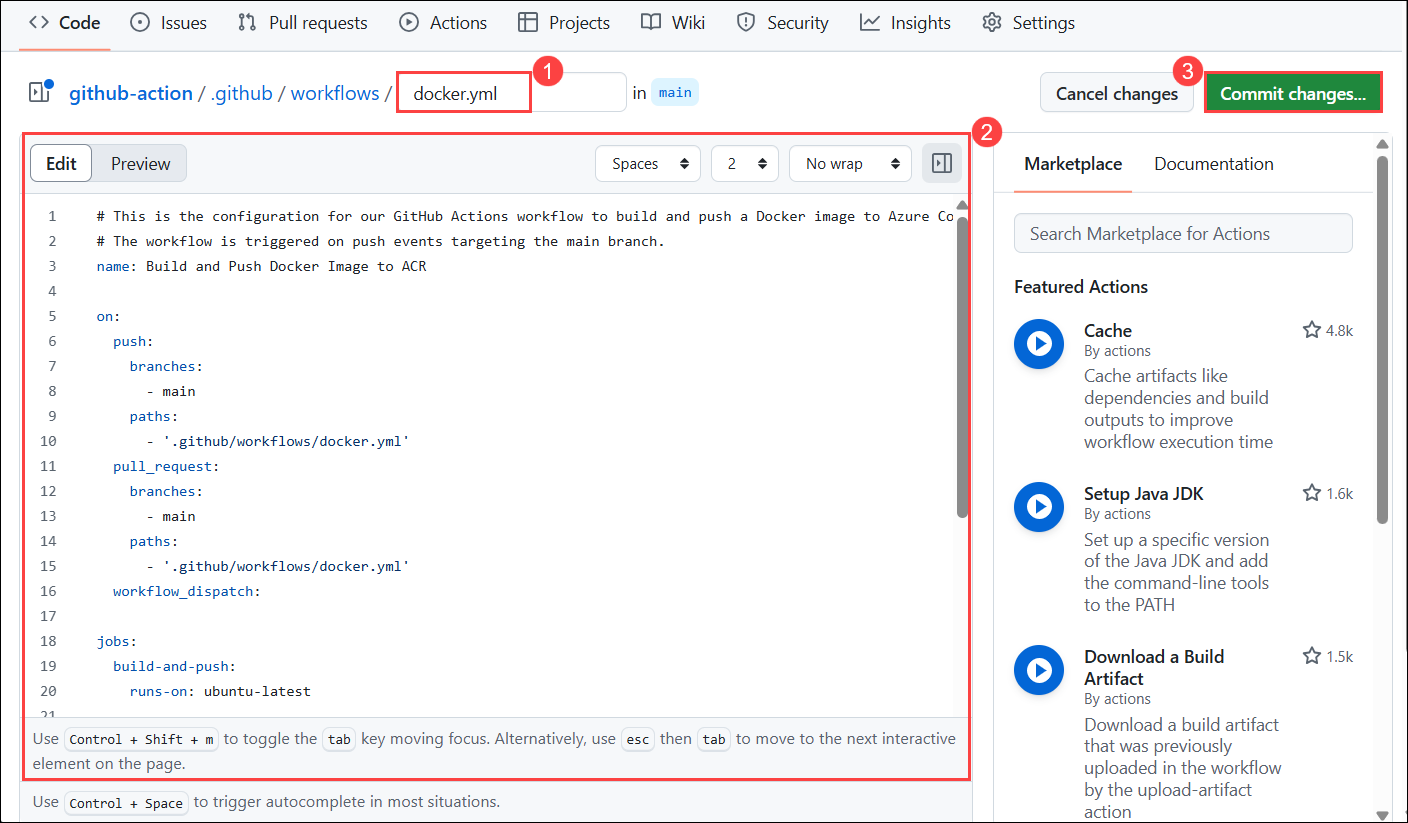 Code Issues Pull requests Actions Projects Wiki Security Insights Settings
1
3
github-action / .github / workflows / docker.yml in main Cancel changes Commit changes...
2
Edit Preview Spaces 2 No wrap
1 # This is the configuration for our GitHub Actions workflow to build and push a Docker image to Azure Co
2 # The workflow is triggered on push events targeting the main branch.
3 name: Build and Push Docker Image to ACR
4
5 on:
6 push:
7 branches:
8 - main
9 paths:
10 - '.github/workflows/docker.yml'
11 pull_request:
12 branches:
13 - main
14 paths:
15 - '.github/workflows/docker.yml'
16 workflow_dispatch:
17
18 jobs:
19 build-and-push:
20 runs-on: ubuntu-latest
21
Use Control + Shift + m to toggle the tab key moving focus. Alternatively, use esc then tab to move to the next interactive
element on the page.
Use Control + Space to trigger autocomplete in most situations.
Marketplace Documentation
Search Marketplace for Actions
Featured Actions
Cache 4.8k
By actions
Cache artifacts like
dependencies and build
outputs to improve
workflow execution time
Setup Java JDK 1.6k
By actions
Set up a specific version
of the Java JDK and add
the command-line tools
to the PATH
Download a Build 1.5k
Artifact
By actions
Download a build artifact
that was previously
uploaded in the workflow
by the upload-artifact
action